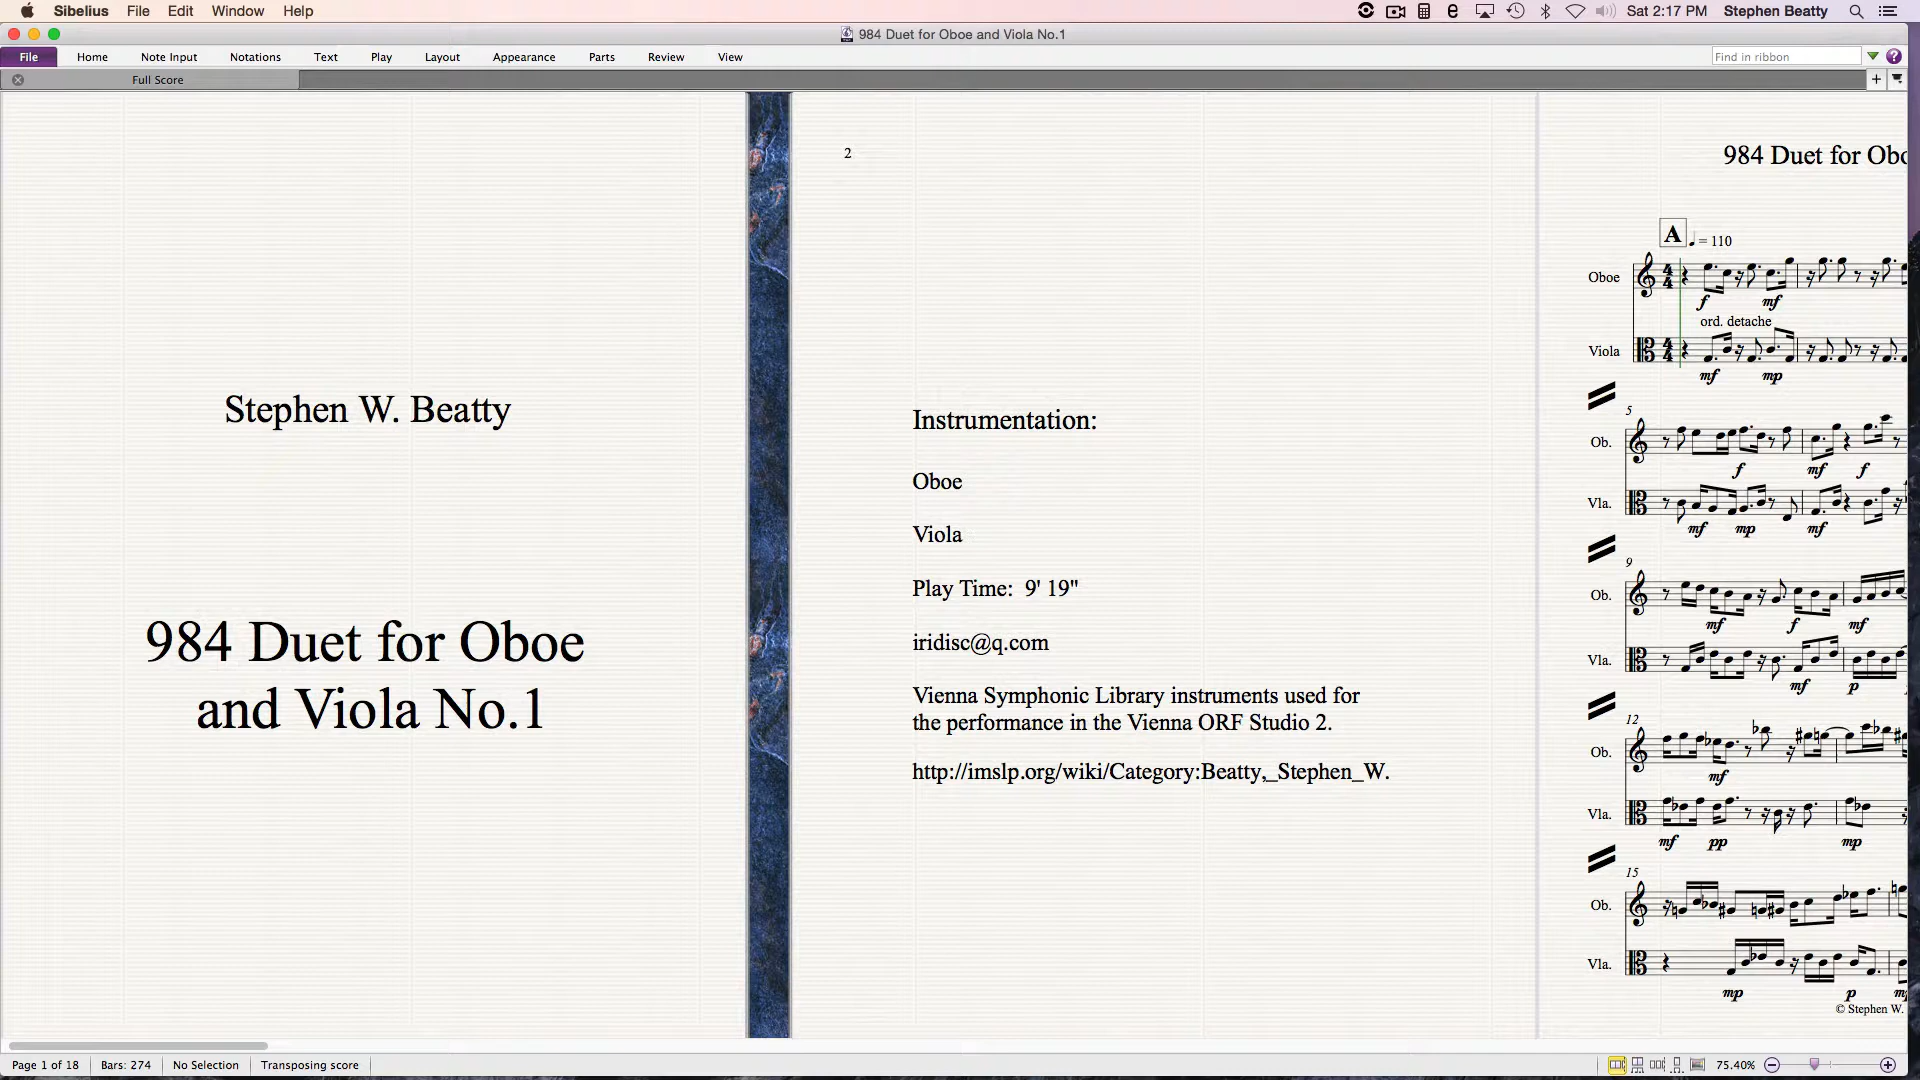 Sibelius File Edit Window Help
Sat 2:17 PM Stephen Beatty
984 Duet for Oboe and Viola No.1
File Home Note Input Notations Text Play Layout Appearance Parts Review View
Find in ribbon
Full Score
Stephen W. Beatty
984 Duet for Oboe
and Viola No.1
2
Instrumentation:
Oboe
Viola
Play Time: 9' 19"
iridisc@q.com
Vienna Symphonic Library instruments used for
the performance in the Vienna ORF Studio 2.
http://imslp.org/wiki/Category:Beatty,_Stephen_W.
984 Duet for Obo
A = 110
Oboe
f mf
ord. detache
Viola
mf mp
5
Ob.
f mf f
Vla.
mf mp mf
9
Ob.
mf f mf
Vla.
mf p
12
Ob.
mf
Vla.
mf pp mp
15
Ob.
Vla.
mp p
© Stephen W.
Page 1 of 18 Bars: 274 No Selection Transposing score
75.40%